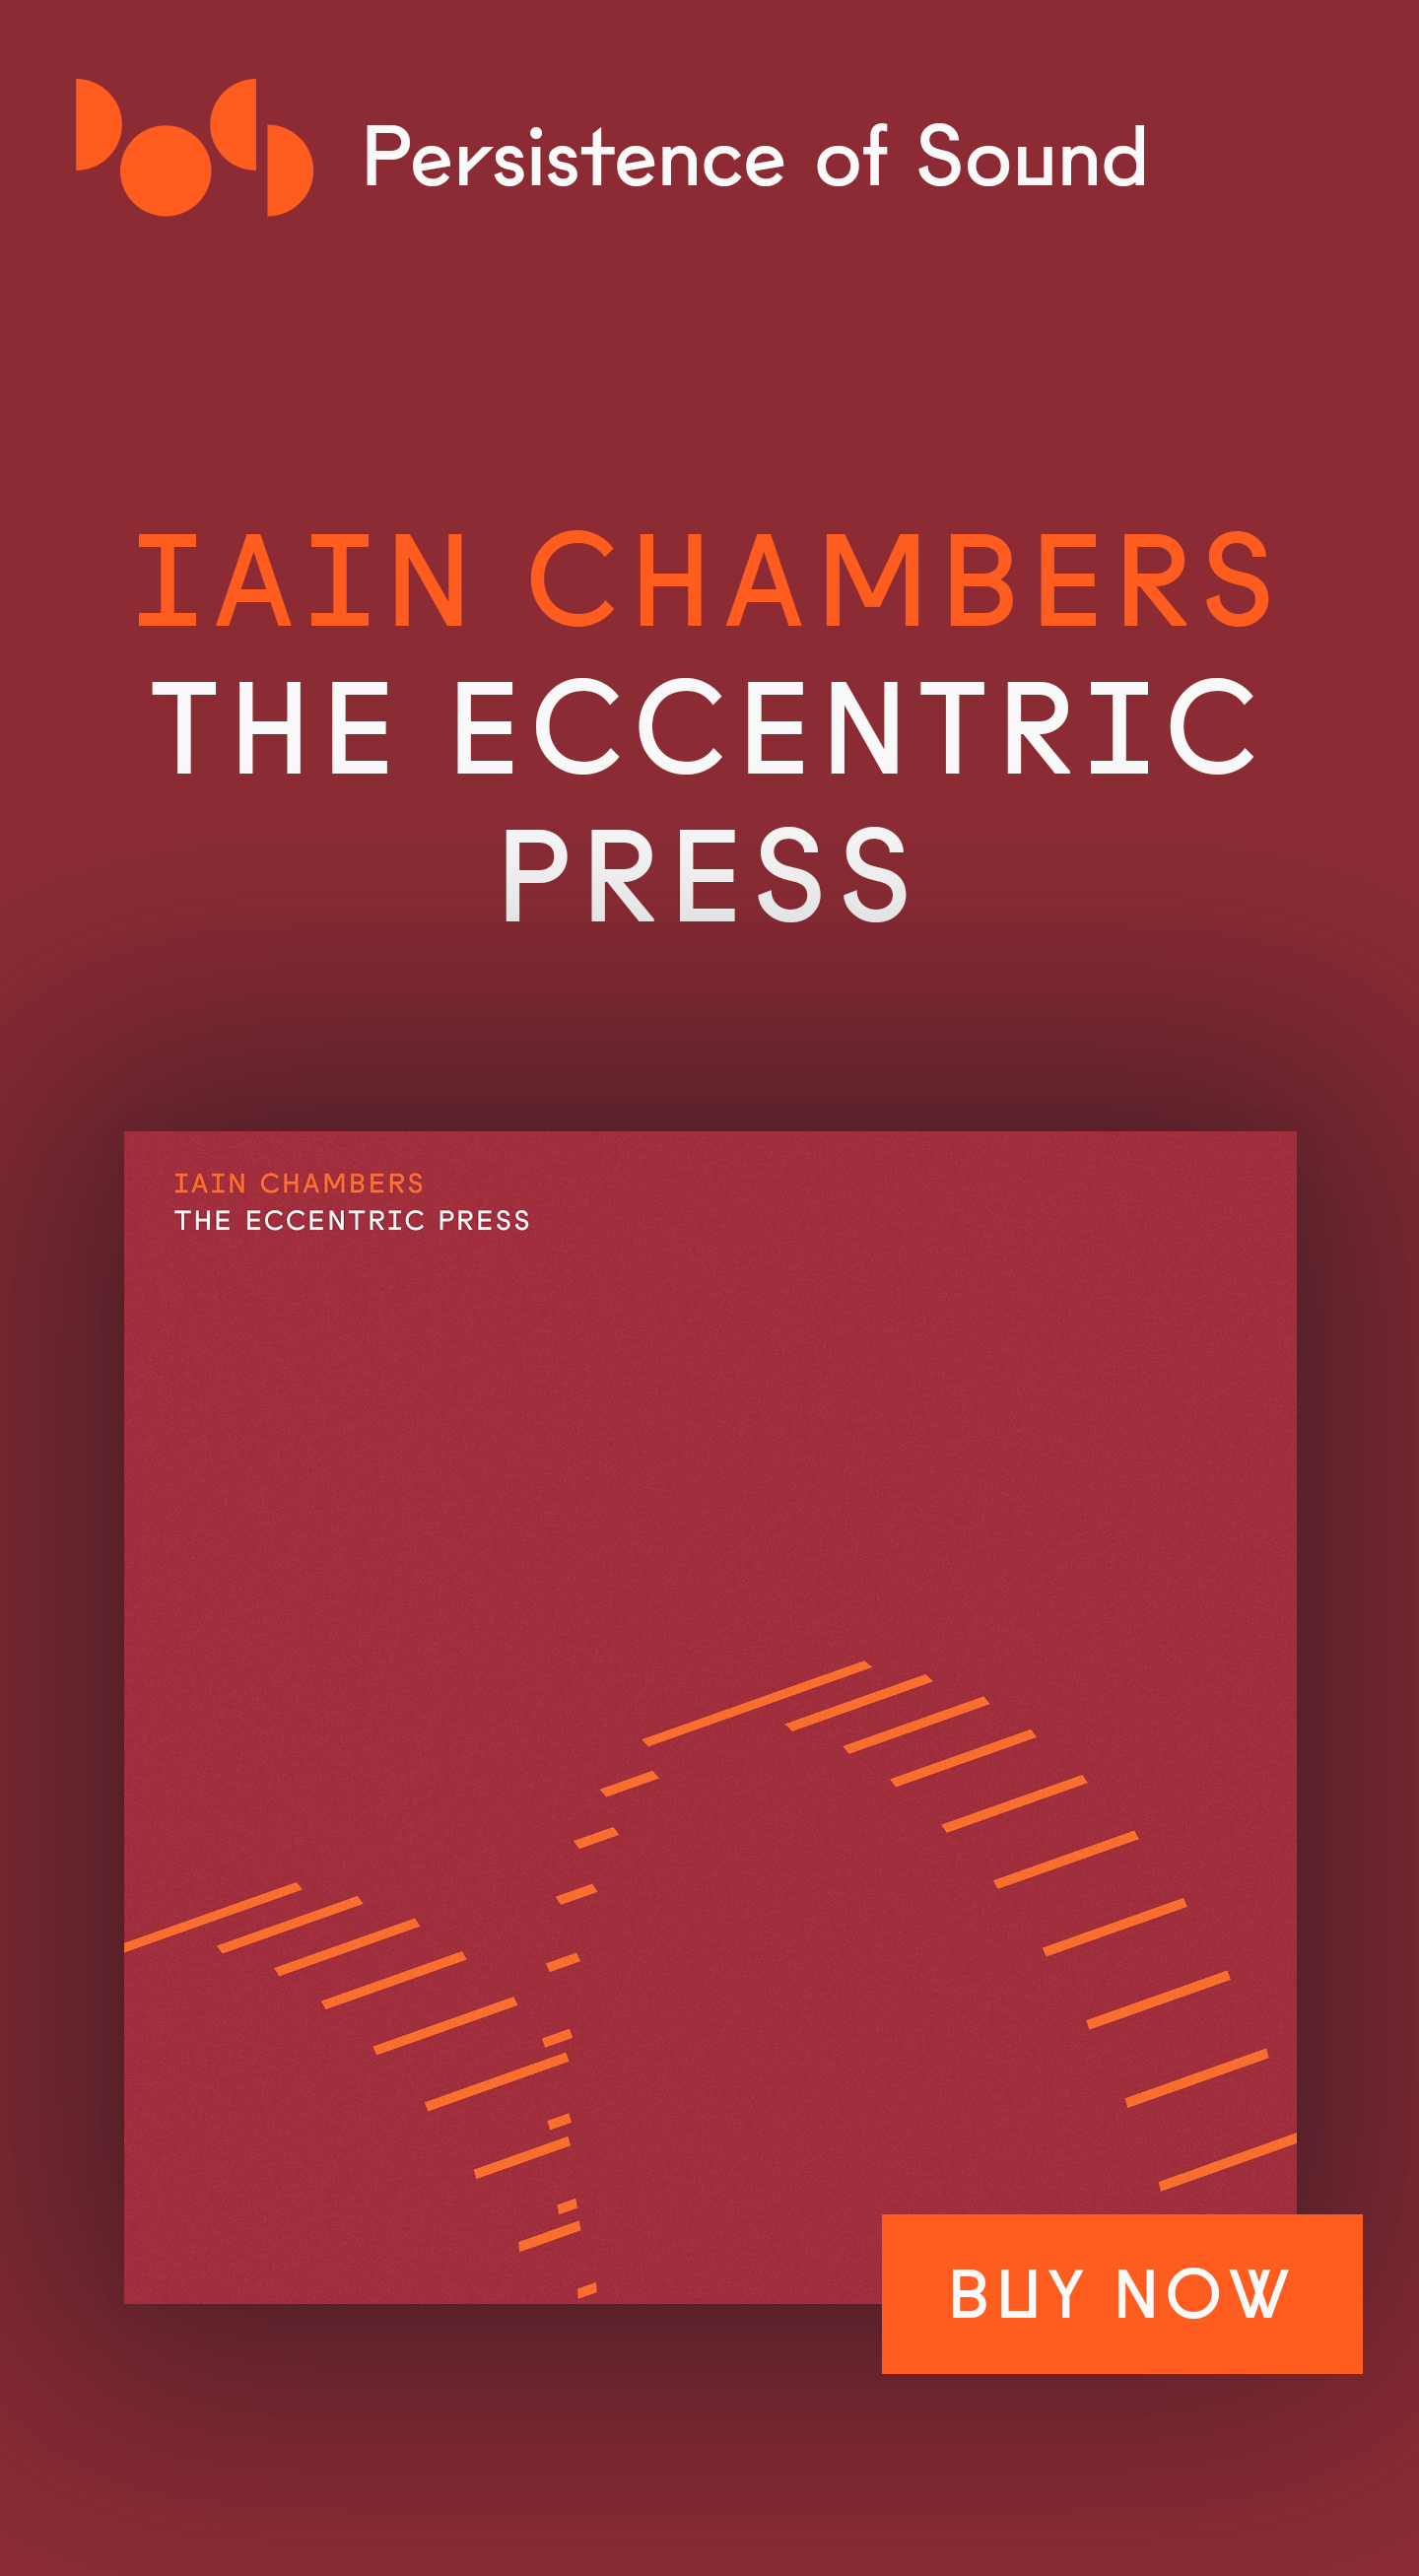 Persistence of Sound
IAIN CHAMBERS
THE ECCENTRIC
PRESS
IAIN CHAMBERS
THE ECCENTRIC PRESS
BUY NOW